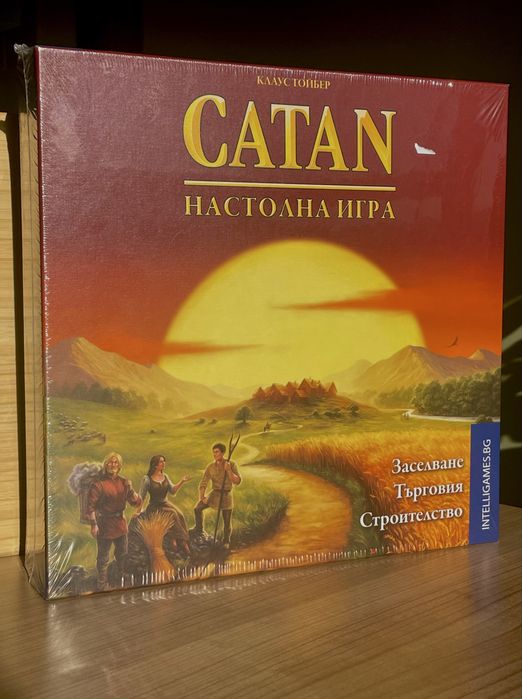 КЛАУС ТОЙБЕР
CATAN
НАСТОЛНА ИГРА
Заселване
Търговия
Строителство
INTELLIGAMES.BG